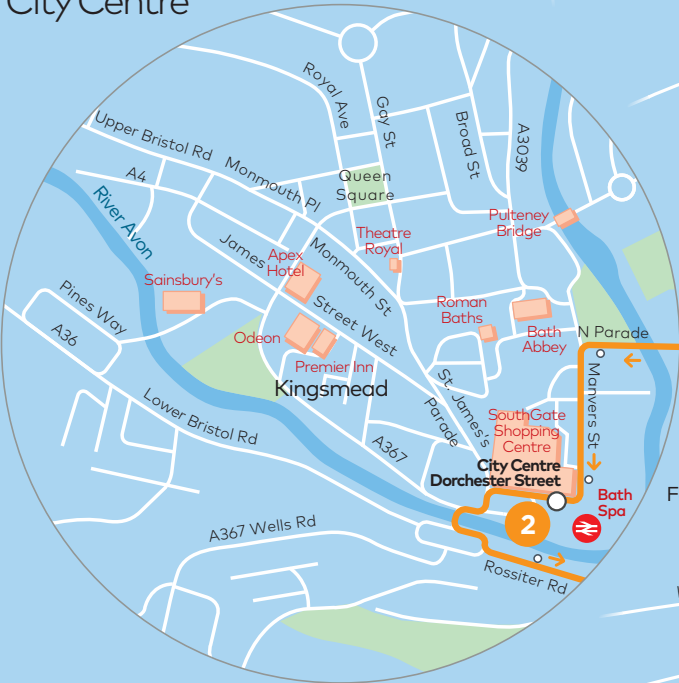 City Centre
Royal Ave
Gay St
Broad St
A3039
Upper Bristol Rd
Monmouth Pl
A4
Queen
Square
River Avon
Pulteney
Bridge
Theatre
Royal
James
Street West
Apex
Hotel
Monmouth St
Sainsbury's
Pines Way
A36
Roman
Baths
Bath
Abbey
N Parade
Odeon
Premier Inn
Kingsmead
Manvers St
Lower Bristol Rd
A367
St. James's
Parade
SouthGate
Shopping
Centre
City Centre
Dorchester Street
Bath
Spa
2
A367 Wells Rd
Rossiter Rd
F